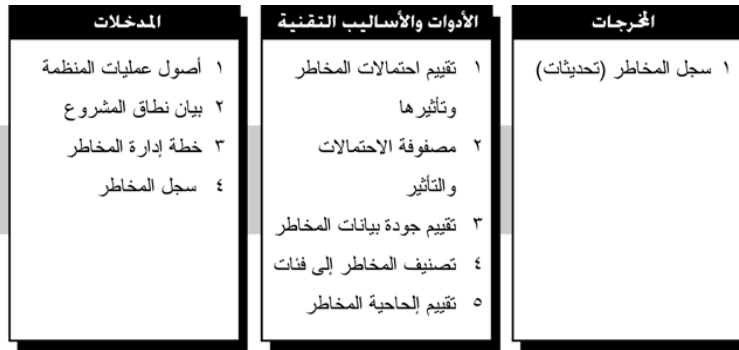 المدخلات
١ أصول عمليات المنظمة
٢ بيان نطاق المشروع
٣ خطة إدارة المخاطر
٤ سجل المخاطر
الأدوات والأساليب التقنية
١ تقييم احتمالات المخاطر
وتأثيرها
٢ مصفوفة الاحتمالات
والتأثير
٣ تقييم جودة بيانات المخاطر
٤ تصنيف المخاطر إلى فئات
٥ تقييم إلحاحية المخاطر
المخرجات
١ سجل المخاطر (تحديثات)